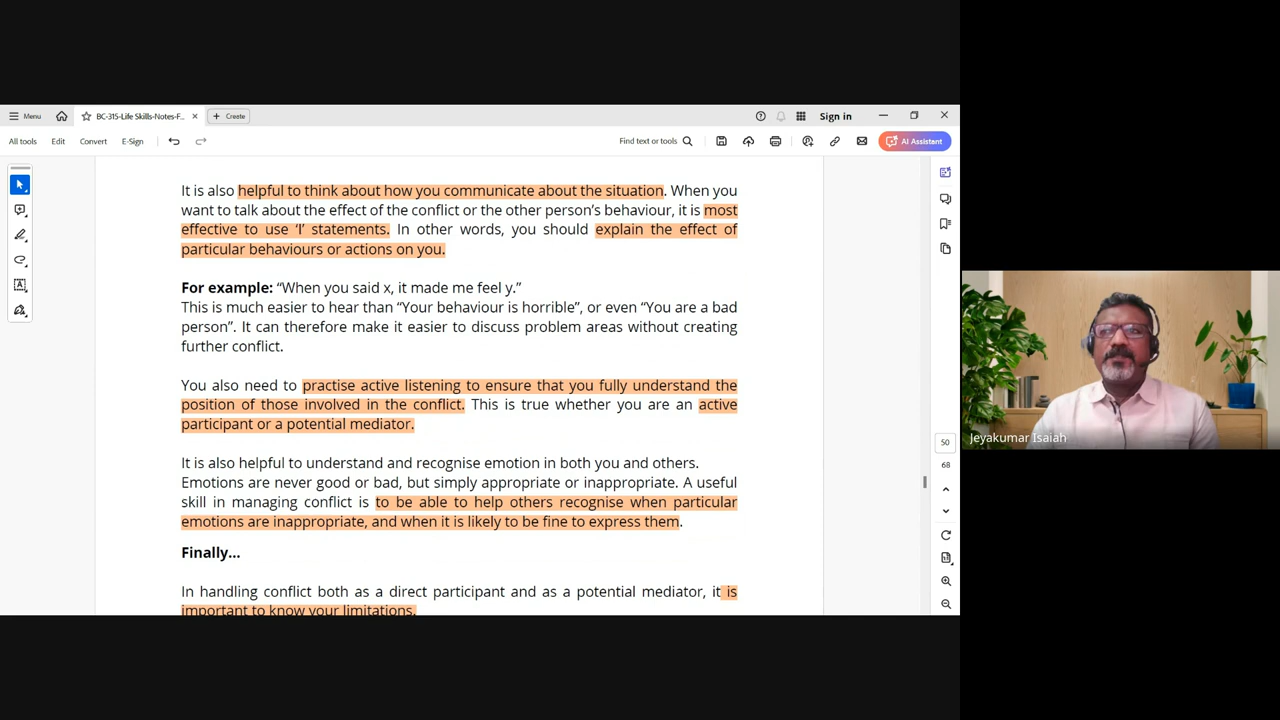 Menu
BC-315-Life Skills-Notes-F...
Create
Sign in
All tools
Edit
Convert
E-Sign
Find text or tools
AI Assistant
It is also helpful to think about how you communicate about the situation. When you
want to talk about the effect of the conflict or the other person’s behaviour, it is most
effective to use ‘I’ statements. In other words, you should explain the effect of
particular behaviours or actions on you.
For example: “When you said x, it made me feel y.”
This is much easier to hear than “Your behaviour is horrible”, or even “You are a bad
person”. It can therefore make it easier to discuss problem areas without creating
further conflict.
You also need to practise active listening to ensure that you fully understand the
position of those involved in the conflict. This is true whether you are an active
participant or a potential mediator.
It is also helpful to understand and recognise emotion in both you and others.
Emotions are never good or bad, but simply appropriate or inappropriate. A useful
skill in managing conflict is to be able to help others recognise when particular
emotions are inappropriate, and when it is likely to be fine to express them.
Finally...
In handling conflict both as a direct participant and as a potential mediator, it is
important to know your limitations.
50
68
Jeyakumar Isaiah